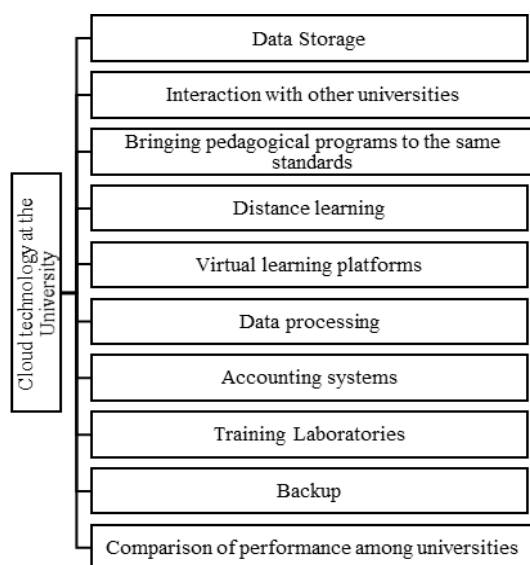 Cloud technology at the
University
Data Storage
Interaction with other universities
Bringing pedagogical programs to the same
standards
Distance learning
Virtual learning platforms
Data processing
Accounting systems
Training Laboratories
Backup
Comparison of performance among universities